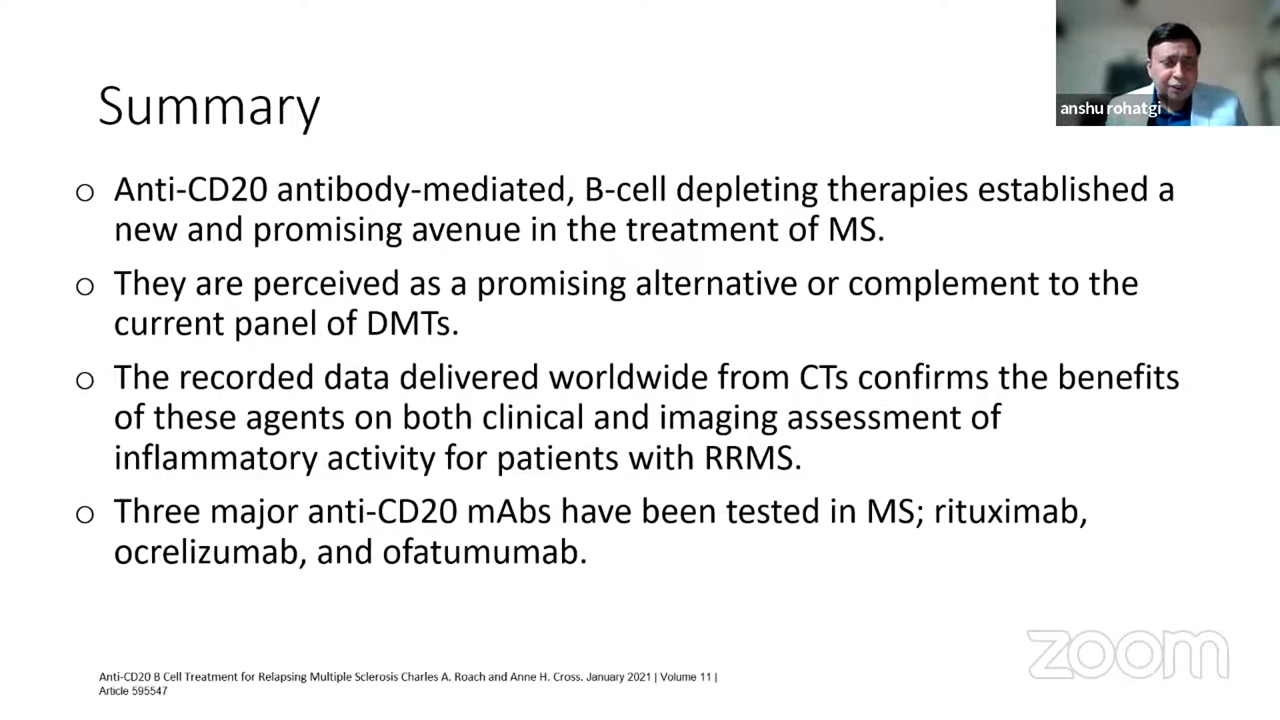 anshu rohatgi
Summary
o Anti-CD20 antibody-mediated, B-cell depleting therapies established a
new and promising avenue in the treatment of MS.
o They are perceived as a promising alternative or complement to the
current panel of DMTs.
o The recorded data delivered worldwide from CTs confirms the benefits
of these agents on both clinical and imaging assessment of
inflammatory activity for patients with RRMS.
o Three major anti-CD20 mAbs have been tested in MS; rituximab,
ocrelizumab, and ofatumumab.
Anti-CD20 B Cell Treatment for Relapsing Multiple Sclerosis Charles A. Roach and Anne H. Cross. January 2021 | Volume 11 |
Article 595547
zoom